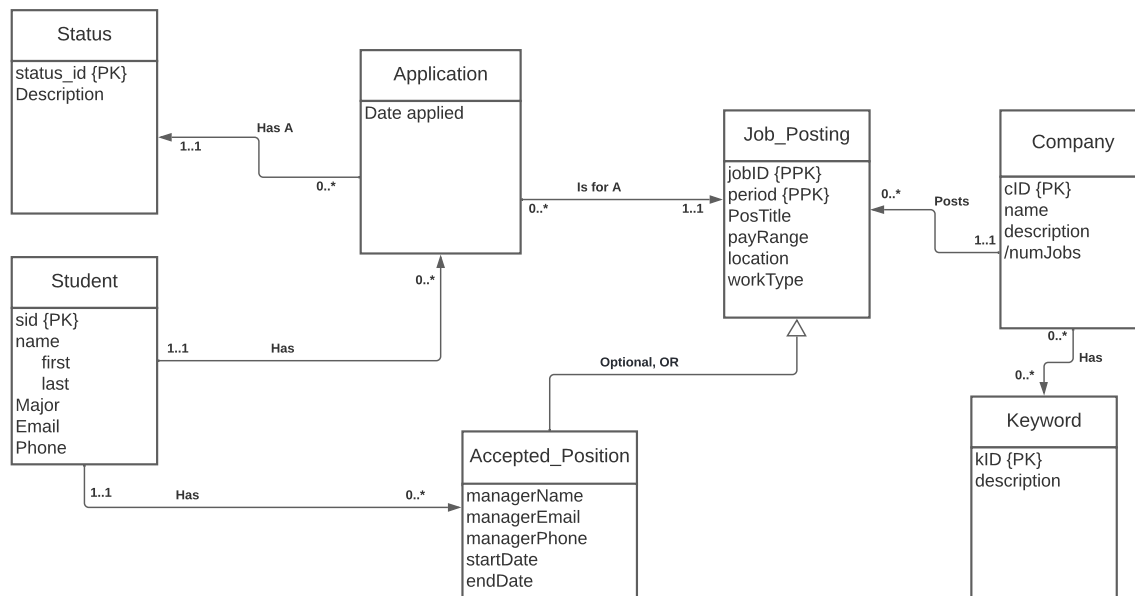 Status
status_id {PK}
Description
Application
Date applied
Has A
1..1
0..*
Job_Posting
jobID {PPK}
period {PPK}
PosTitle
payRange
location
workType
Is for A
0..*
1..1
Company
cID {PK}
name
description
/numJobs
0..*
Posts
1..1
Student
sid {PK}
name
first
last
Major
Email
Phone
0..*
1..1
Has
Optional, OR
0..*
Has
0..*
Keyword
kID {PK}
description
Accepted_Position
managerName
managerEmail
managerPhone
startDate
endDate
1..1
Has
0..*